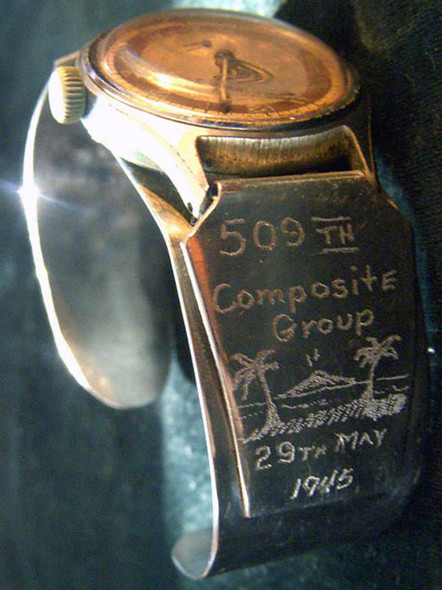 509TH
Composite
Group
29TH MAY
1945